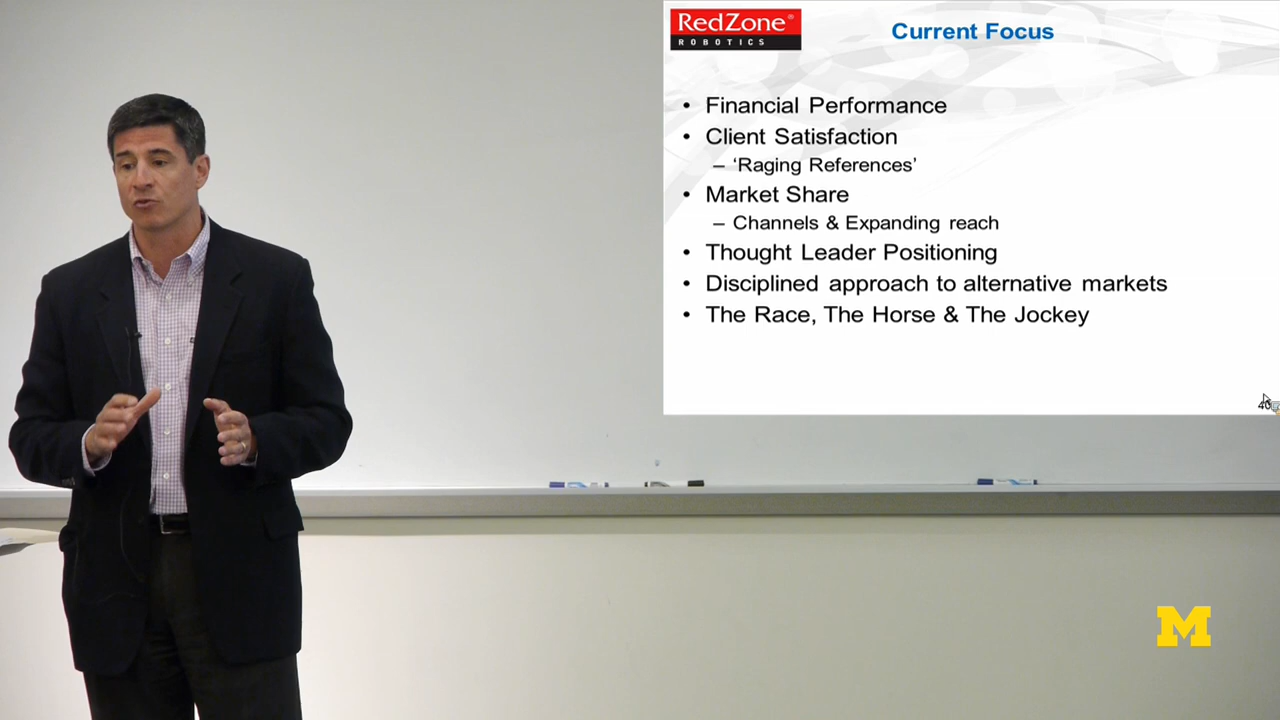 RedZone®
ROBOTICS
Current Focus
• Financial Performance
• Client Satisfaction
– ‘Raging References’
• Market Share
– Channels & Expanding reach
• Thought Leader Positioning
• Disciplined approach to alternative markets
• The Race, The Horse & The Jockey
M